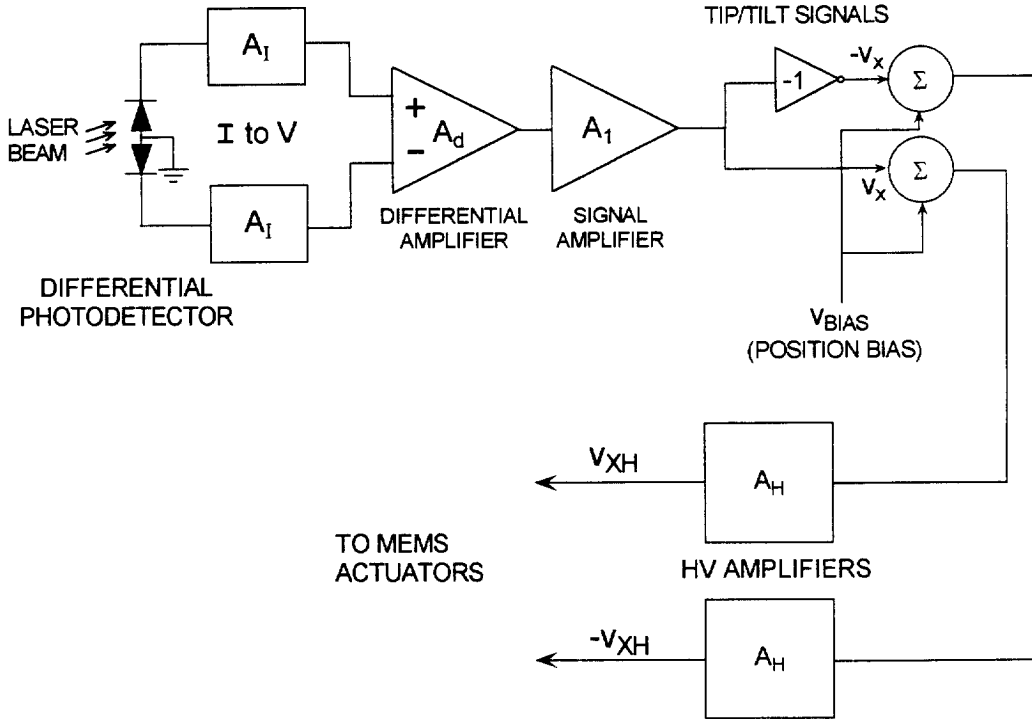 TIP/TILT SIGNALS
A_I
-v_x
-1
Σ
LASER
BEAM
I to V
+
A_d
−
A_1
Σ
v_x
A_I
DIFFERENTIAL
AMPLIFIER
SIGNAL
AMPLIFIER
DIFFERENTIAL
PHOTODETECTOR
v_BIAS
(POSITION BIAS)
v_XH
A_H
TO MEMS
ACTUATORS
HV AMPLIFIERS
-v_XH
A_H